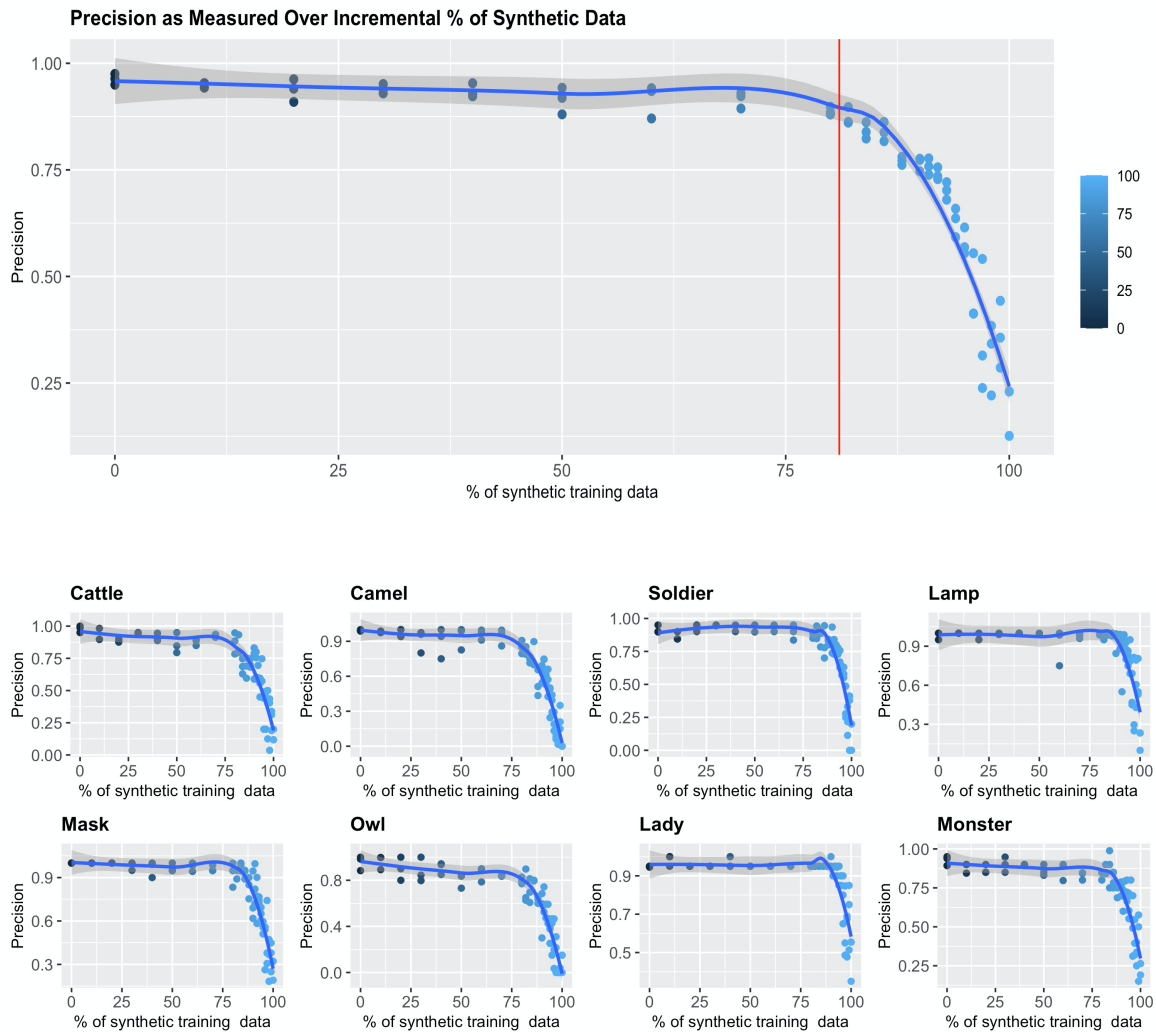 Precision as Measured Over Incremental % of Synthetic Data
1.00
0.75
0.50
0.25
Precision
0 25 50 75 100
% of synthetic training data
100
75
50
25
0
Cattle
1.00
0.75
0.50
0.25
0.00
Precision
0 25 50 75 100
% of synthetic training data
Camel
0.9
0.6
0.3
0.0
Precision
0 25 50 75 100
% of synthetic training data
Soldier
1.00
0.75
0.50
0.25
0.00
Precision
0 25 50 75 100
% of synthetic training data
Lamp
0.9
0.6
0.3
Precision
0 25 50 75 100
% of synthetic training data
Mask
0.9
0.6
0.3
Precision
0 25 50 75 100
% of synthetic training data
Owl
0.8
0.4
0.0
Precision
0 25 50 75 100
% of synthetic training data
Lady
0.9
0.7
0.5
Precision
0 25 50 75 100
% of synthetic training data
Monster
1.00
0.75
0.50
0.25
Precision
0 25 50 75 100
% of synthetic training data